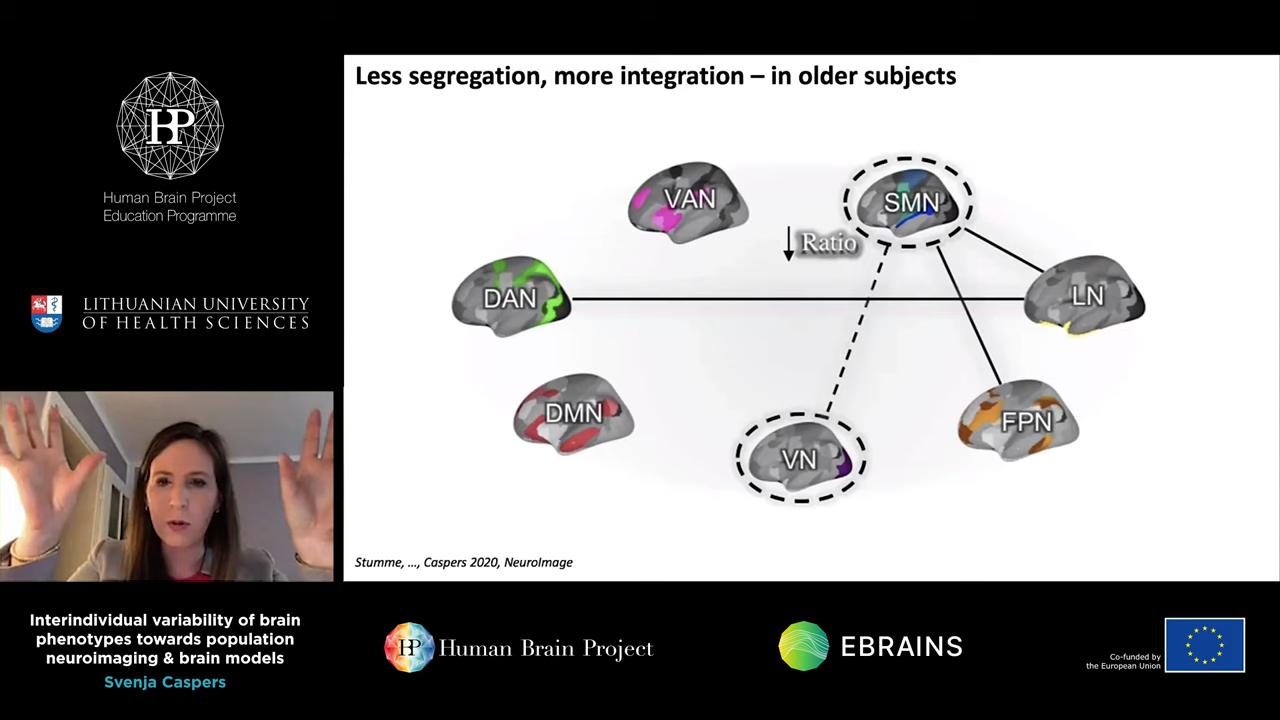 Less segregation, more integration – in older subjects
HP
Human Brain Project
Education Programme
LITHUANIAN UNIVERSITY
OF HEALTH SCIENCES
VAN
SMN
↓ Ratio
DAN
LN
DMN
FPN
VN
Stumme, ..., Caspers 2020, NeuroImage
Interindividual variability of brain
phenotypes towards population
neuroimaging & brain models
Svenja Caspers
HP Human Brain Project
EBRAINS
Co-funded by
the European Union